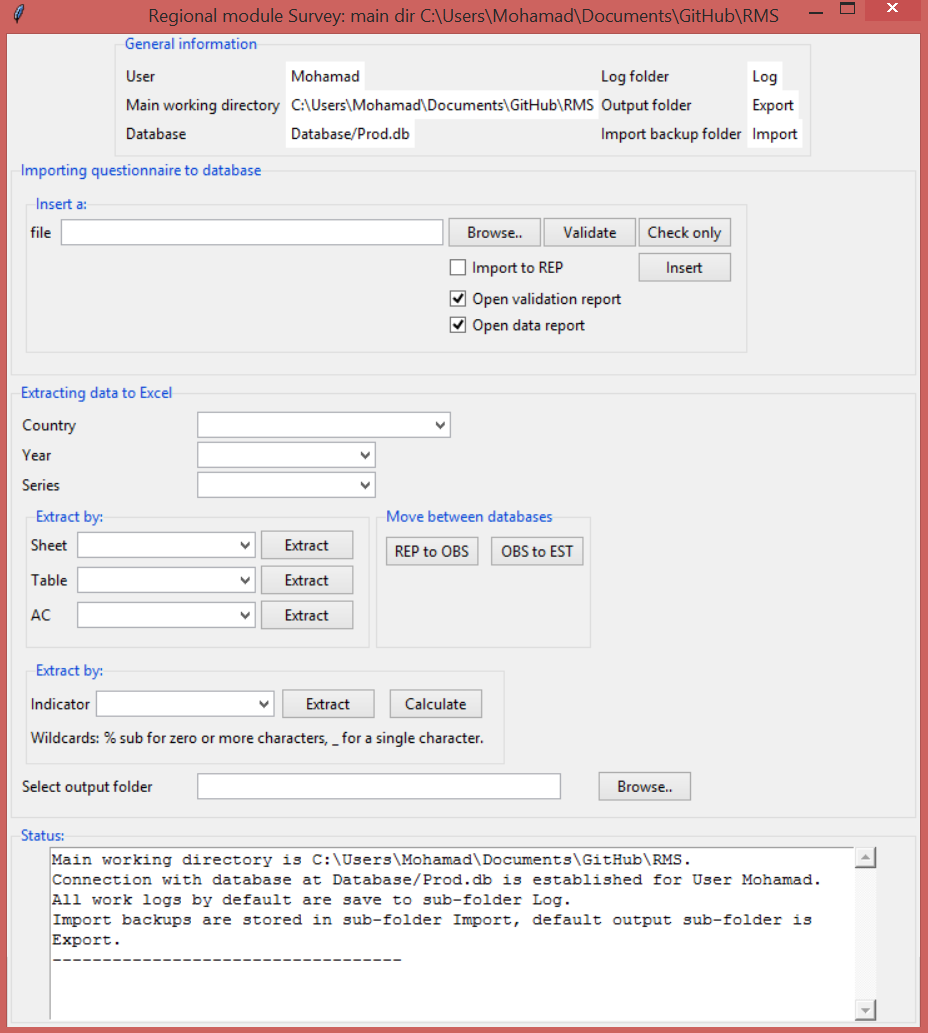 Regional module Survey: main dir C:\Users\Mohamad\Documents\GitHub\RMS
General information
User Mohamad Log folder Log
Main working directory C:\Users\Mohamad\Documents\GitHub\RMS Output folder Export
Database Database/Prod.db Import backup folder Import
Importing questionnaire to database
Insert a:
file Browse.. Validate Check only
Import to REP Insert
Open validation report
Open data report
Extracting data to Excel
Country
Year
Series
Extract by: Move between databases
Sheet Extract REP to OBS OBS to EST
Table Extract
AC Extract
Extract by:
Indicator Extract Calculate
Wildcards: % sub for zero or more characters, _ for a single character.
Select output folder Browse..
Status:
Main working directory is C:\Users\Mohamad\Documents\GitHub\RMS.
Connection with database at Database/Prod.db is established for User Mohamad.
All work logs by default are save to sub-folder Log.
Import backups are stored in sub-folder Import, default output sub-folder is
Export.
-----------------------------------